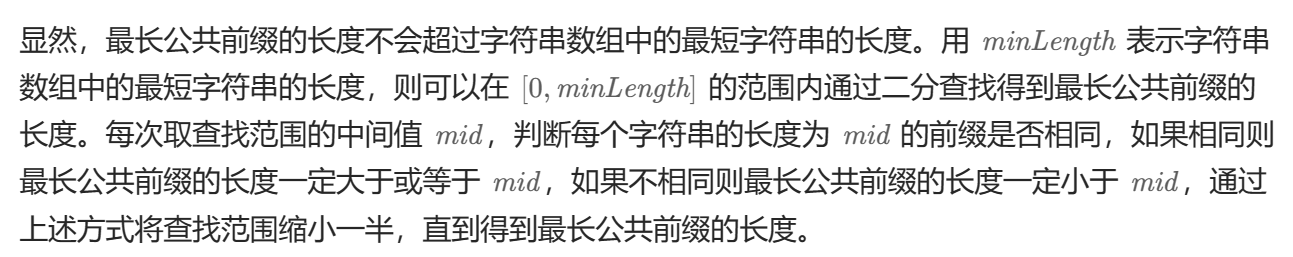 显然，最长公共前缀的长度不会超过字符串数组中的最短字符串的长度。用 minLength 表示字符串
数组中的最短字符串的长度，则可以在 [0, minLength] 的范围内通过二分查找得到最长公共前缀的
长度。每次取查找范围的中间值 mid，判断每个字符串的长度为 mid 的前缀是否相同，如果相同则
最长公共前缀的长度一定大于或等于 mid，如果不相同则最长公共前缀的长度一定小于 mid，通过
上述方式将查找范围缩小一半，直到得到最长公共前缀的长度。